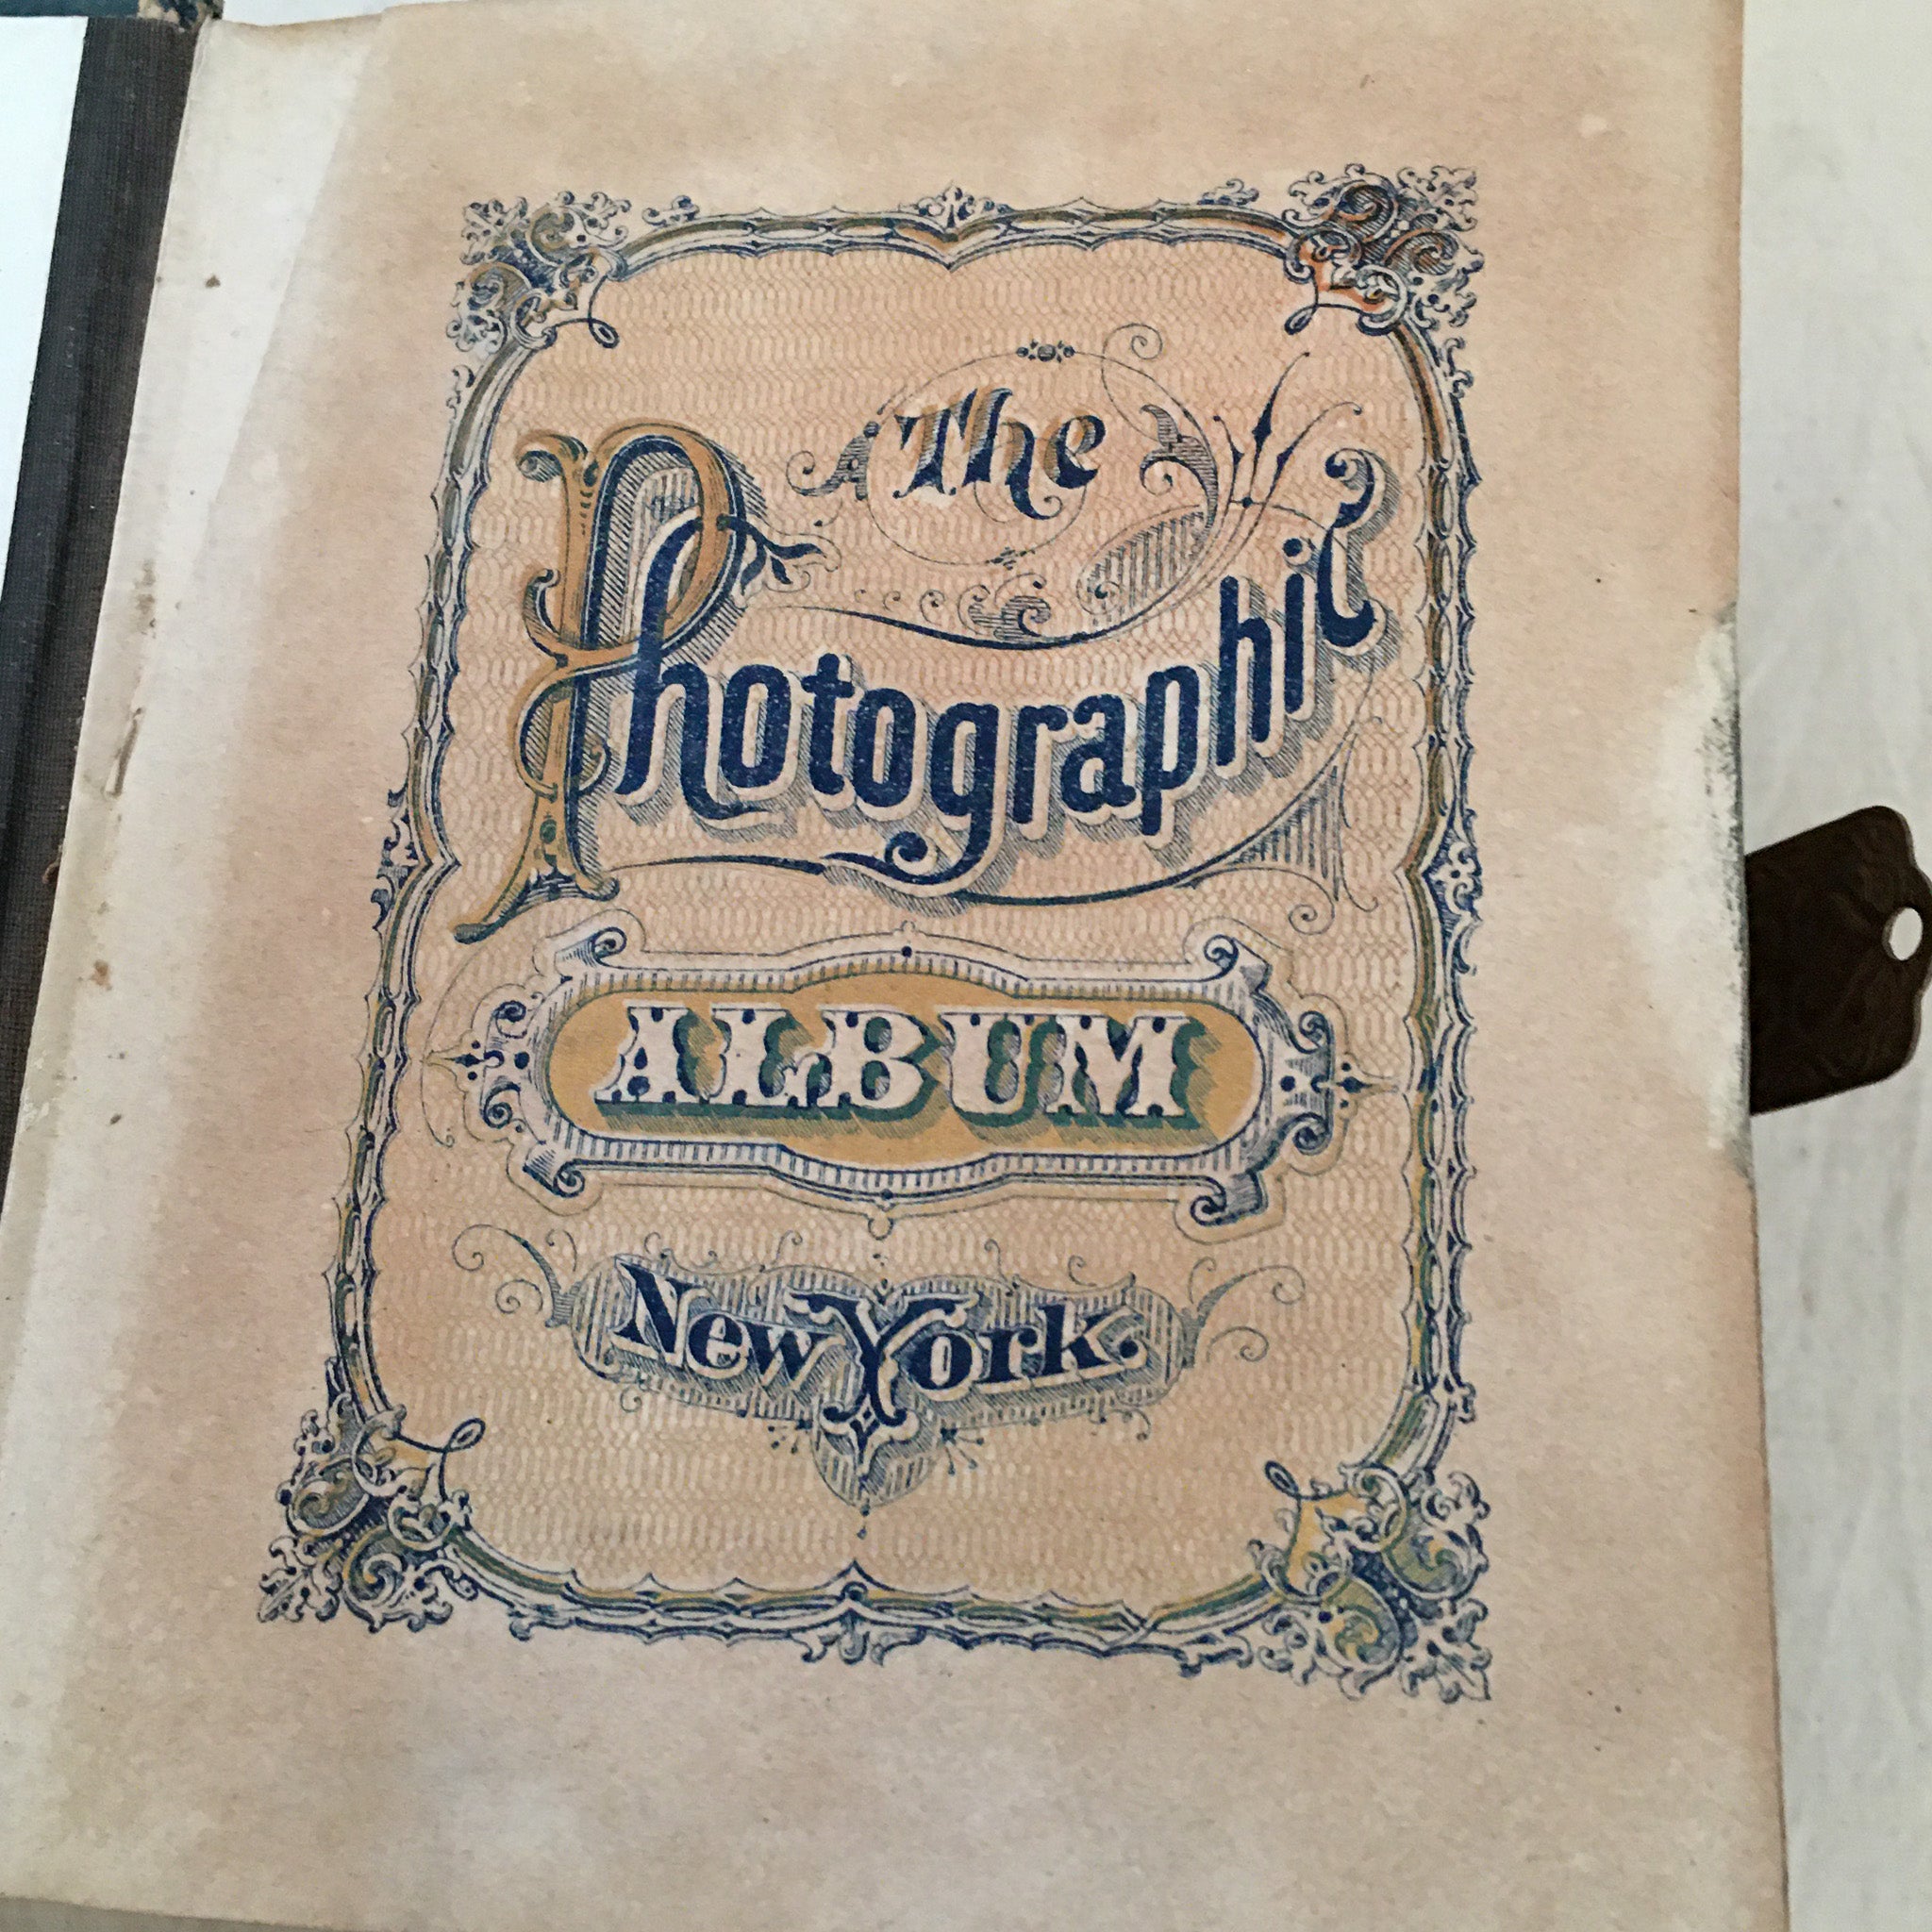 The
Photographic
ALBUM
New York.